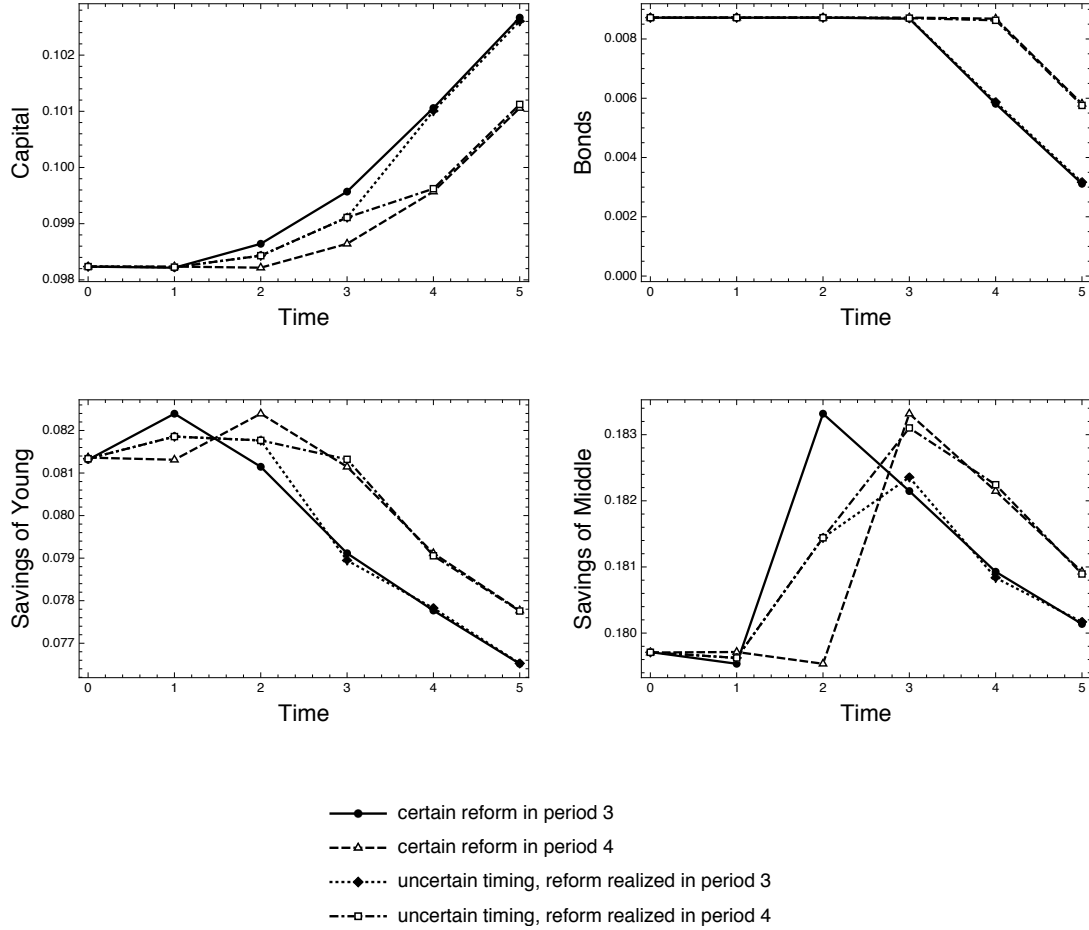 0.102
0.101
0.100
0.099
0.098
Capital
0 1 2 3 4 5
Time
0.008
0.006
0.004
0.002
0.000
Bonds
0 1 2 3 4 5
Time
0.082
0.081
0.080
0.079
0.078
0.077
Savings of Young
0 1 2 3 4 5
Time
0.183
0.182
0.181
0.180
Savings of Middle
0 1 2 3 4 5
Time
certain reform in period 3
certain reform in period 4
uncertain timing, reform realized in period 3
uncertain timing, reform realized in period 4